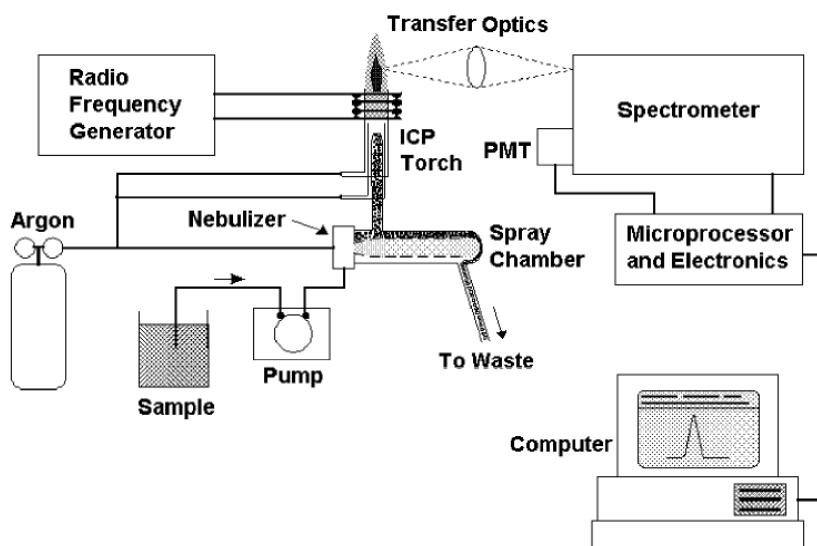 Transfer Optics
Radio
Frequency
Generator
Spectrometer
ICP
Torch
PMT
Argon
Nebulizer
Spray
Chamber
Microprocessor
and Electronics
To Waste
Pump
Sample
Computer